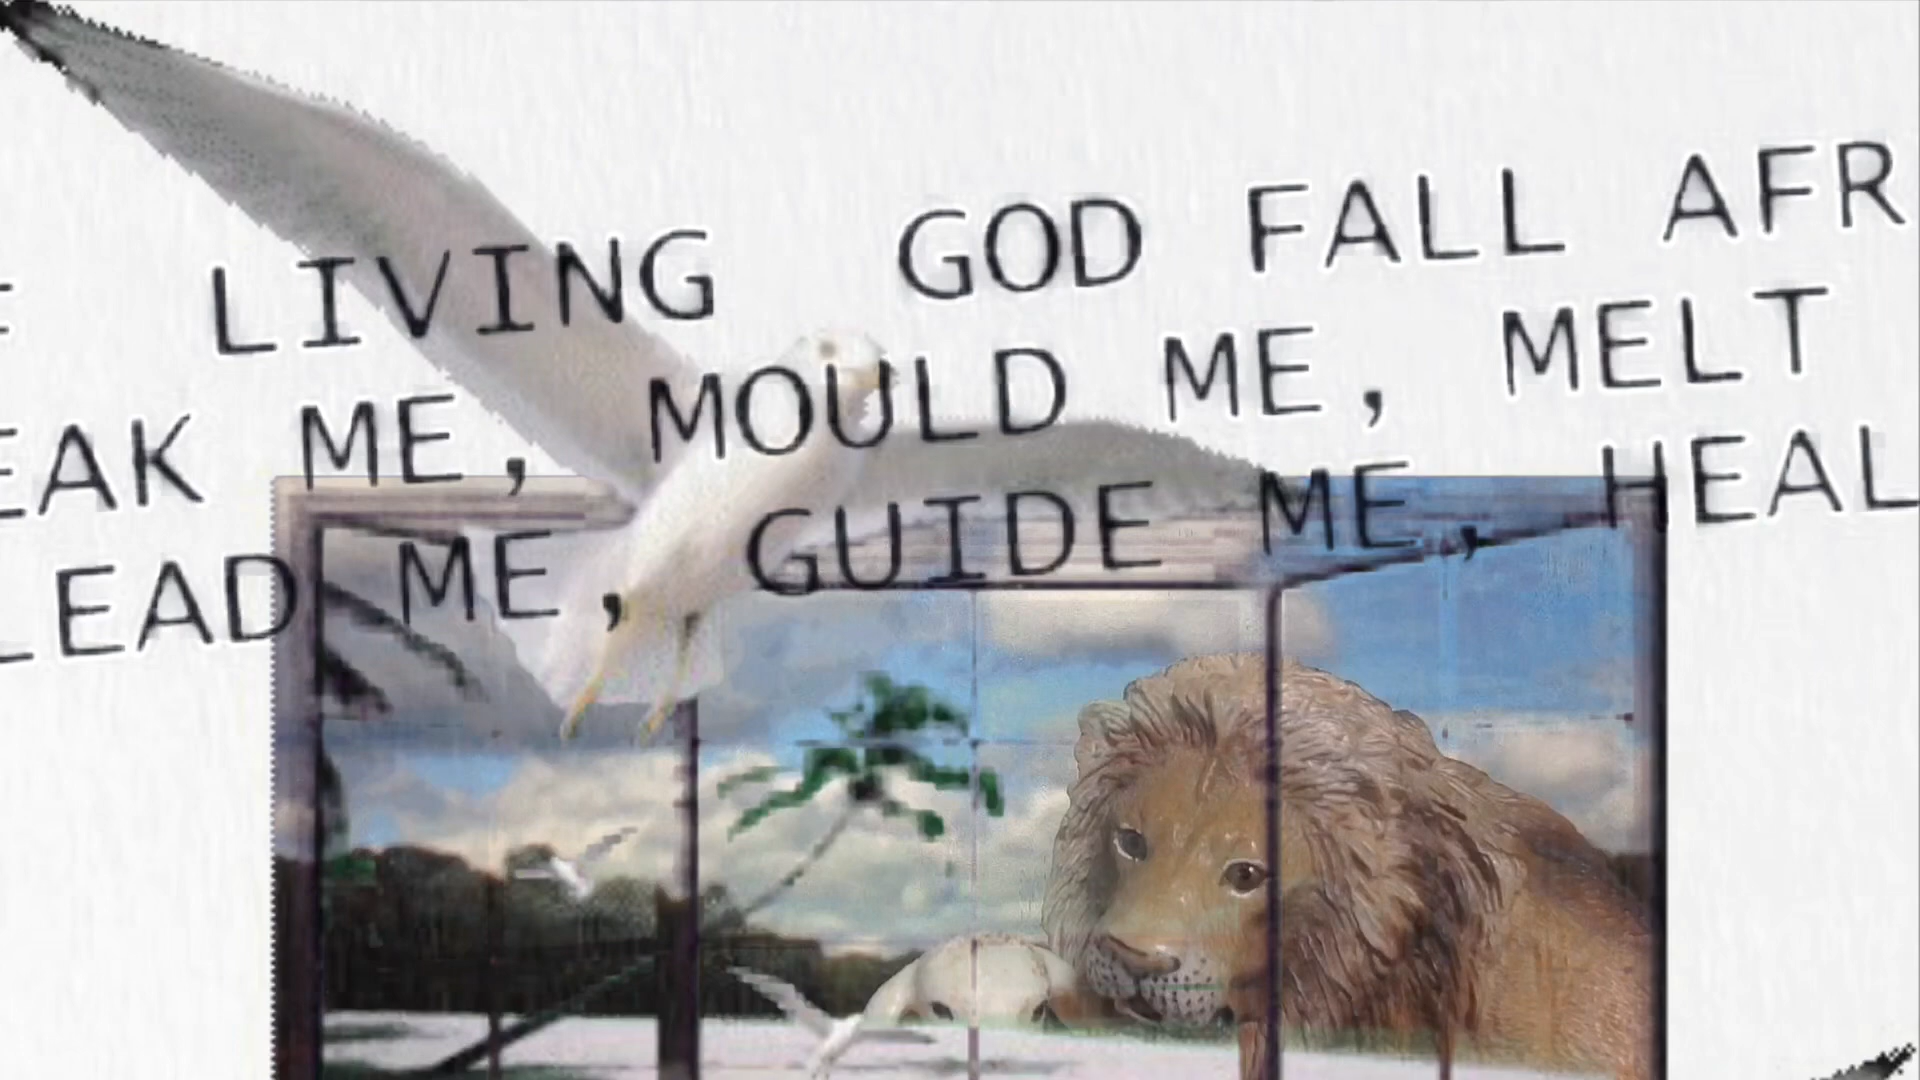 LIVING GOD FALL AFR
EAK ME, MOULD ME, MELT
LEAD ME, GUIDE ME, HEAL